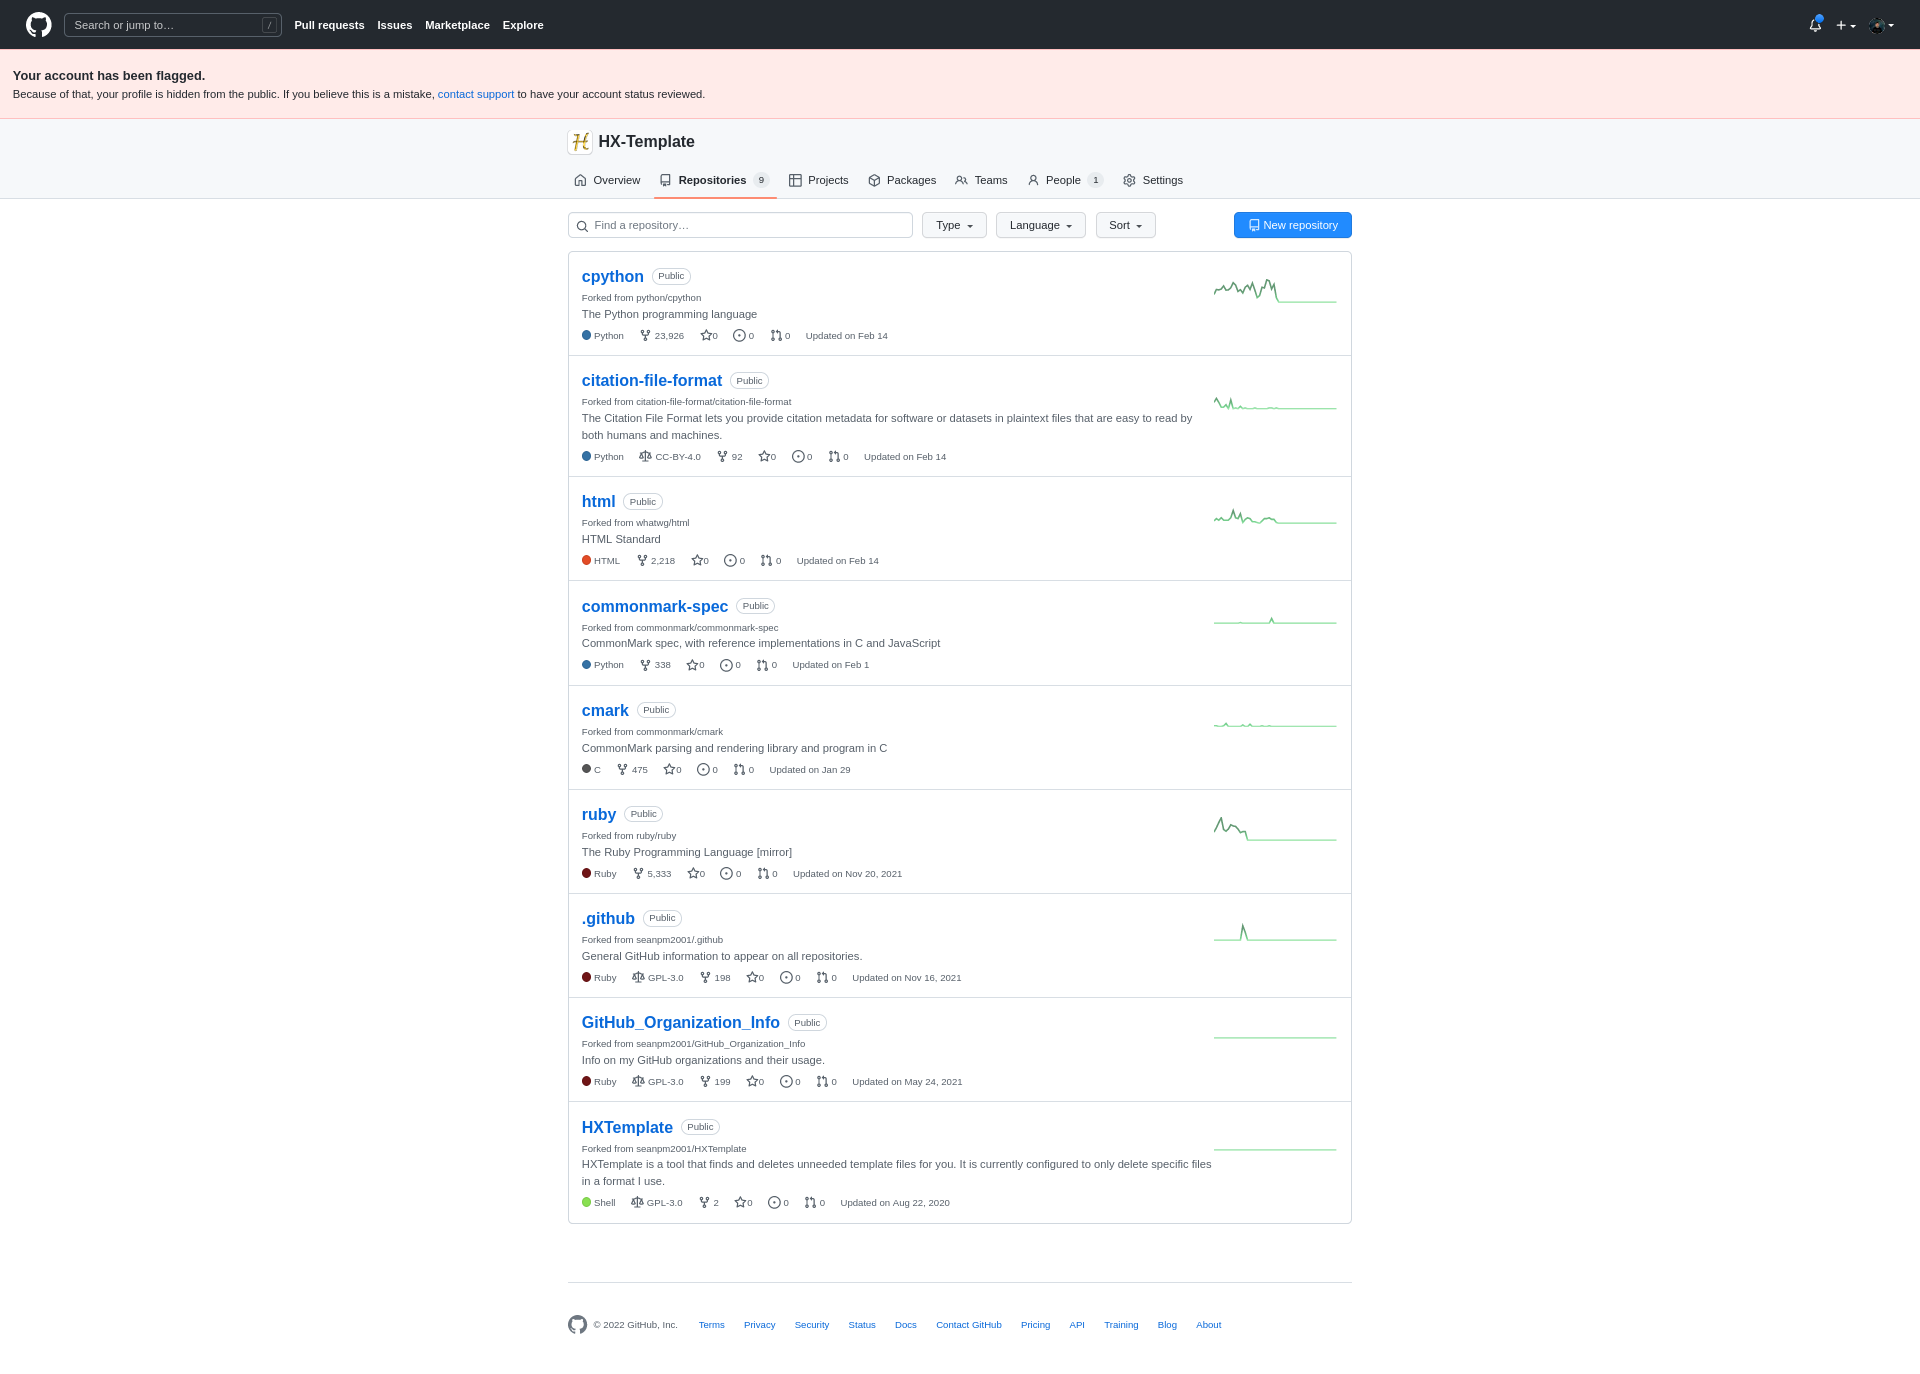 Search or jump to… /
Pull requests Issues Marketplace Explore
Your account has been flagged.
Because of that, your profile is hidden from the public. If you believe this is a mistake, contact support to have your account status reviewed.
HX-Template
Overview Repositories 9 Projects Packages Teams People 1 Settings
Find a repository… Type Language Sort New repository
cpython Public
Forked from python/cpython
The Python programming language
Python 23,926 0 0 0 Updated on Feb 14
citation-file-format Public
Forked from citation-file-format/citation-file-format
The Citation File Format lets you provide citation metadata for software or datasets in plaintext files that are easy to read by
both humans and machines.
Python CC-BY-4.0 92 0 0 0 Updated on Feb 14
html Public
Forked from whatwg/html
HTML Standard
HTML 2,218 0 0 0 Updated on Feb 14
commonmark-spec Public
Forked from commonmark/commonmark-spec
CommonMark spec, with reference implementations in C and JavaScript
Python 338 0 0 0 Updated on Feb 1
cmark Public
Forked from commonmark/cmark
CommonMark parsing and rendering library and program in C
C 475 0 0 0 Updated on Jan 29
ruby Public
Forked from ruby/ruby
The Ruby Programming Language [mirror]
Ruby 5,333 0 0 0 Updated on Nov 20, 2021
.github Public
Forked from seanpm2001/.github
General GitHub information to appear on all repositories.
Ruby GPL-3.0 198 0 0 0 Updated on Nov 16, 2021
GitHub_Organization_Info Public
Forked from seanpm2001/GitHub_Organization_Info
Info on my GitHub organizations and their usage.
Ruby GPL-3.0 199 0 0 0 Updated on May 24, 2021
HXTemplate Public
Forked from seanpm2001/HXTemplate
HXTemplate is a tool that finds and deletes unneeded template files for you. It is currently configured to only delete specific files
in a format I use.
Shell GPL-3.0 2 0 0 0 Updated on Aug 22, 2020
© 2022 GitHub, Inc. Terms Privacy Security Status Docs Contact GitHub Pricing API Training Blog About